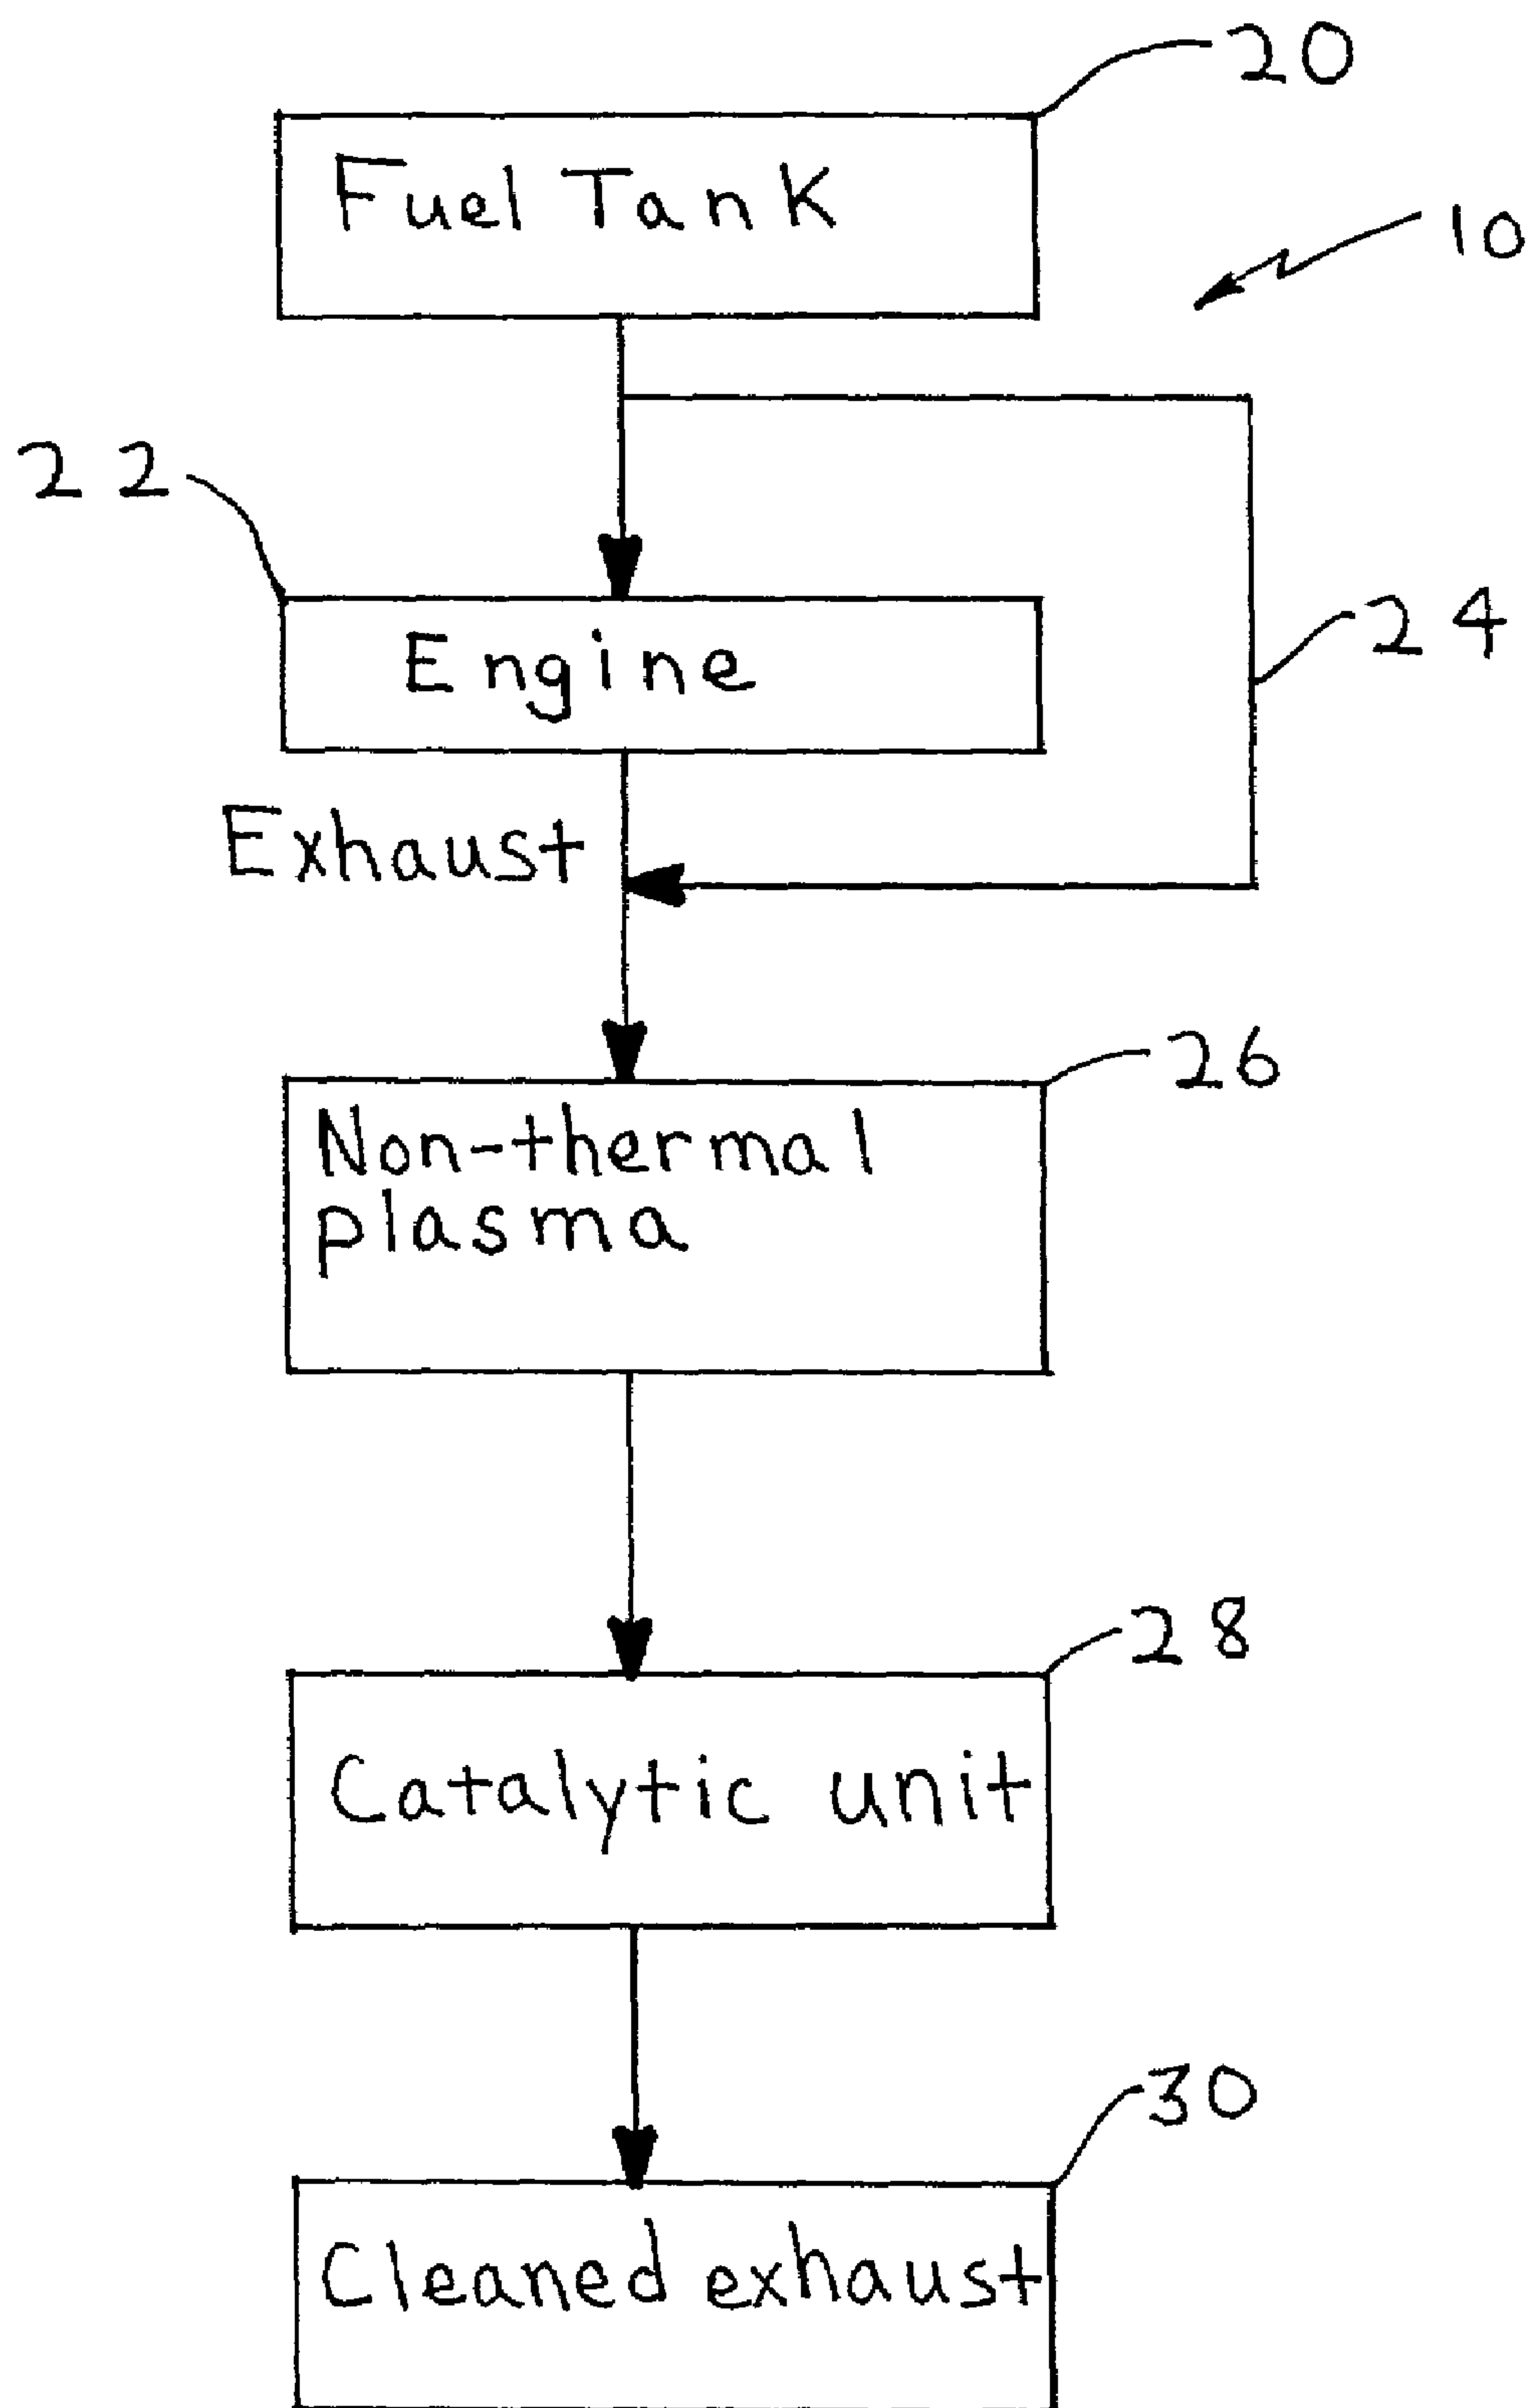 20
Fuel Tank
10
22
Engine
24
Exhaust
26
Non-thermal
plasma
28
Catalytic unit
30
Cleaned exhaust